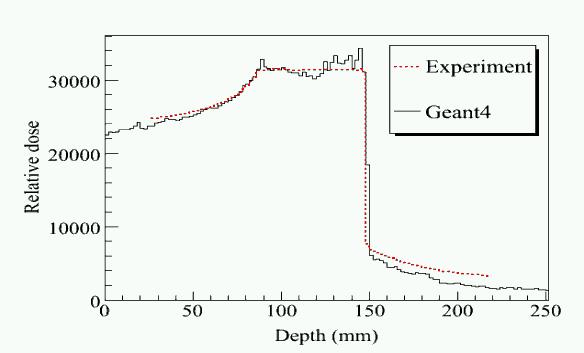 Experiment
Geant4
Relative dose
30000
20000
10000
0
0 50 100 150 200 250
Depth (mm)